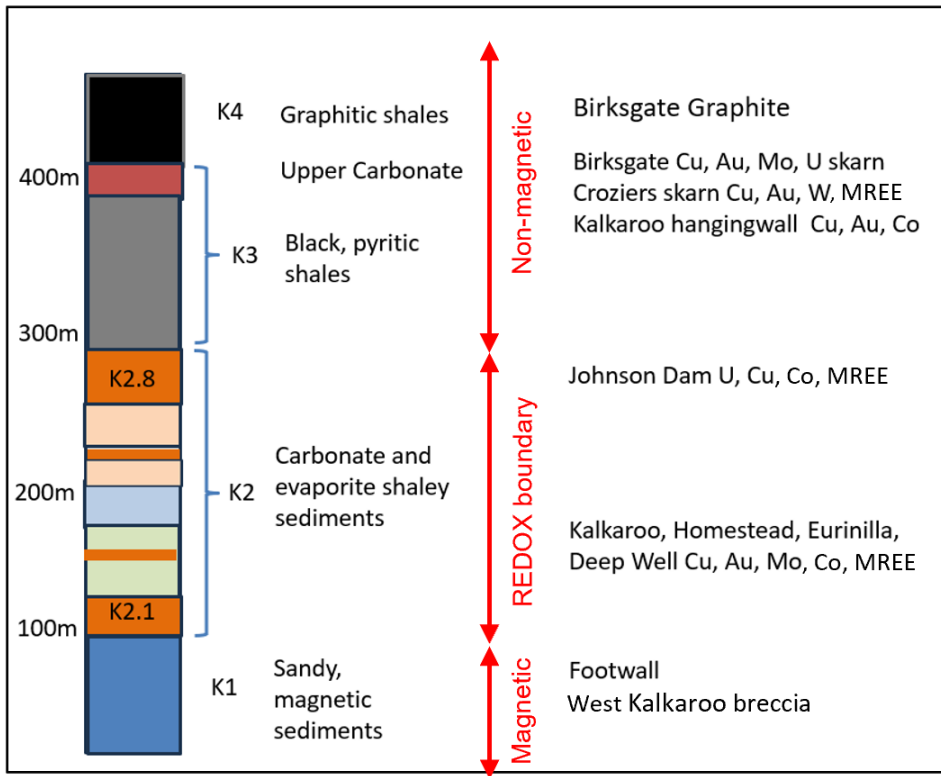 K4
Graphitic shales
Birksgate Graphite
400m
Upper Carbonate
Non-magnetic
Birksgate Cu, Au, Mo, U skarn
Croziers skarn Cu, Au, W, MREE
Kalkaroo hangingwall Cu, Au, Co
K3
Black, pyritic
shales
300m
K2.8
Johnson Dam U, Cu, Co, MREE
REDOX boundary
K2
Carbonate and
evaporite shaley
sediments
200m
Kalkaroo, Homestead, Eurinilla,
Deep Well Cu, Au, Mo, Co, MREE
K2.1
100m
K1
Sandy,
magnetic
sediments
Magnetic
Footwall
West Kalkaroo breccia